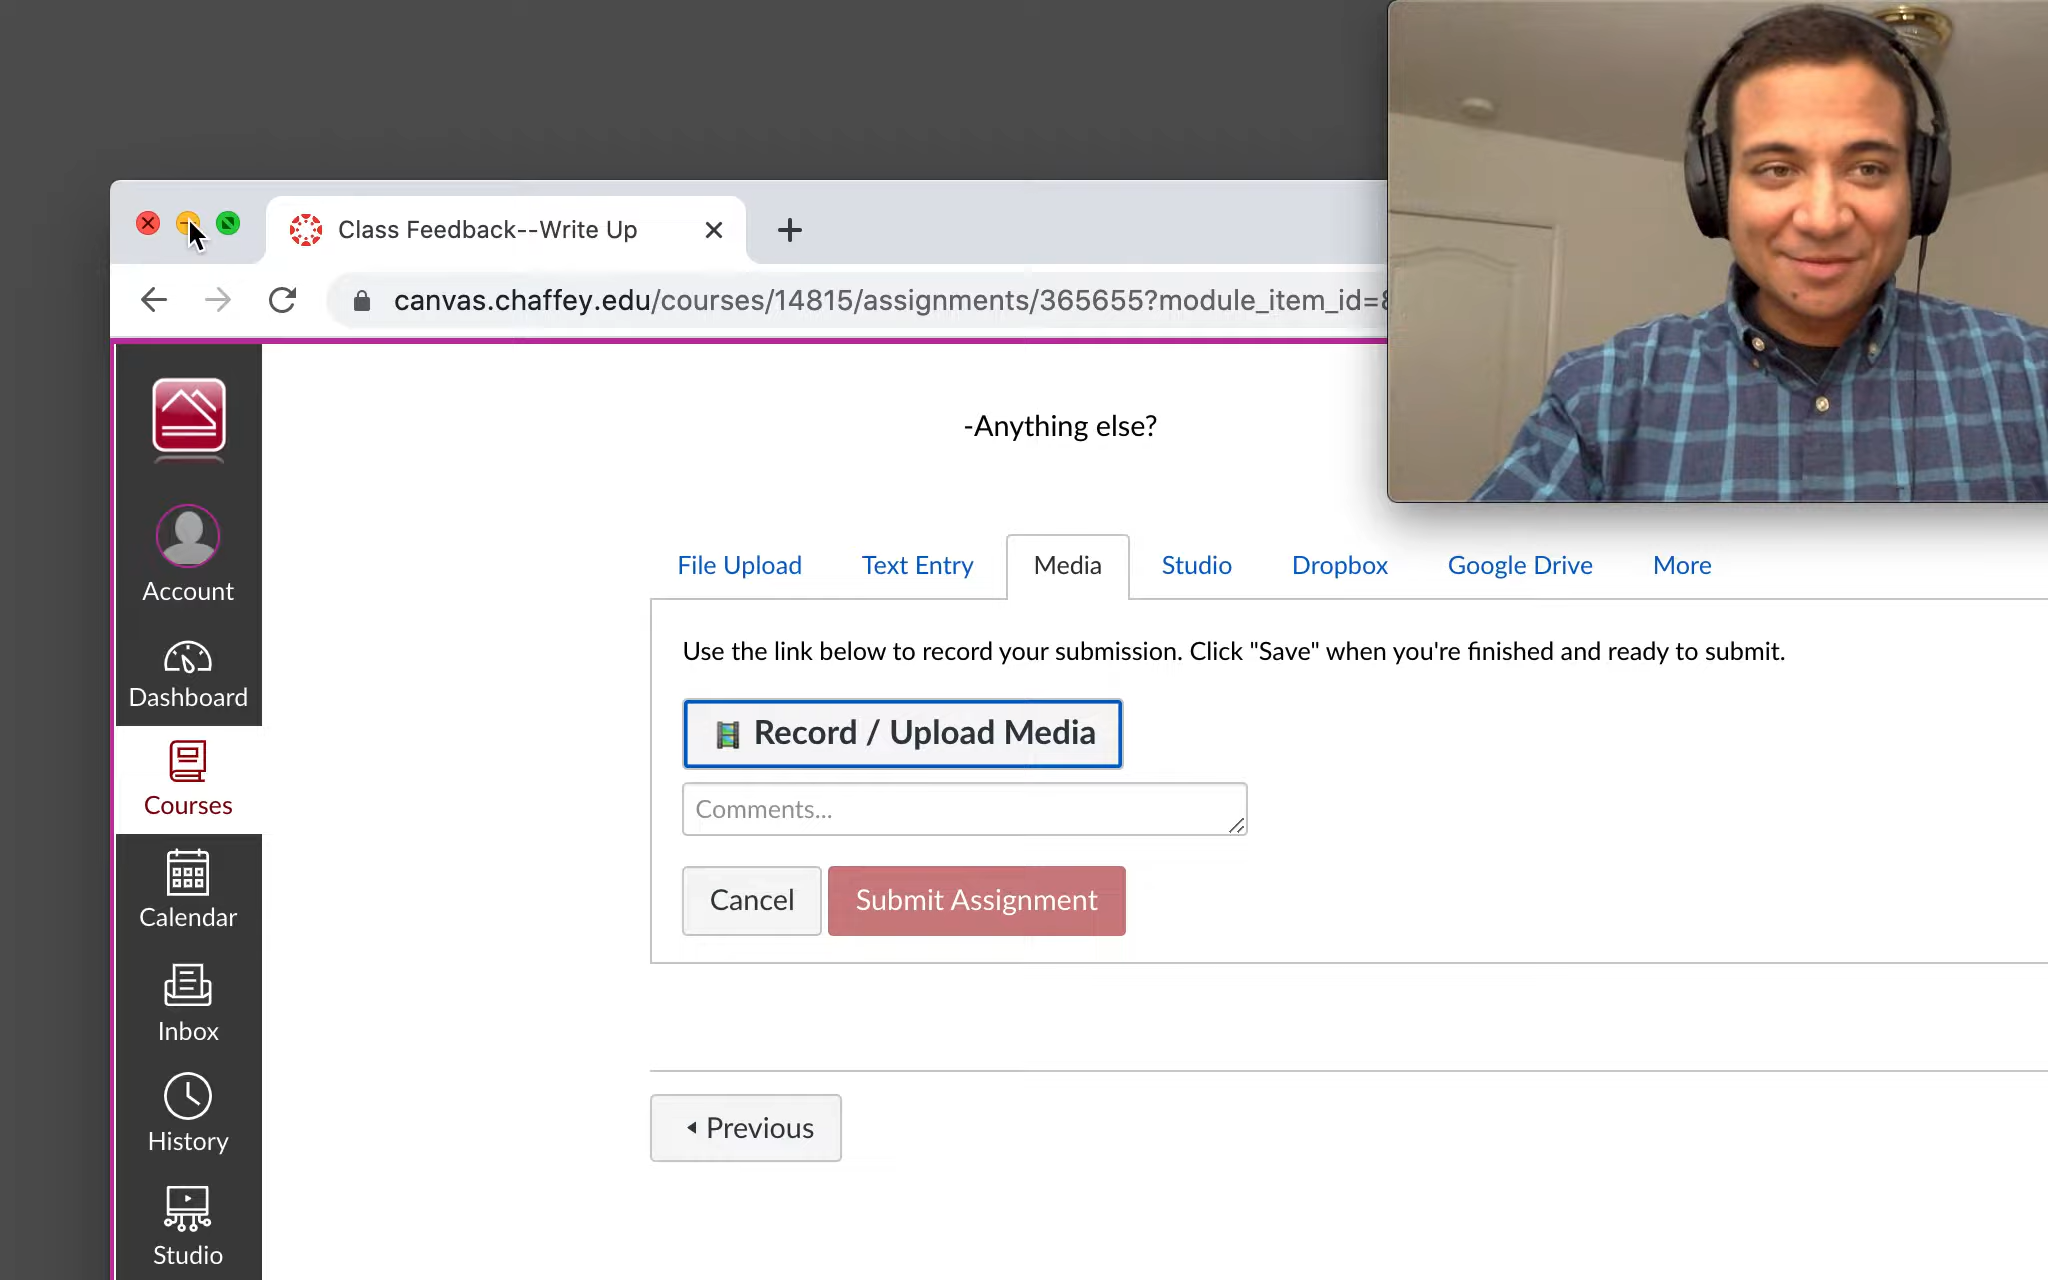 Class Feedback--Write Up
canvas.chaffey.edu/courses/14815/assignments/365655?module_item_id=
-Anything else?
Account
Dashboard
Courses
Calendar
Inbox
History
Studio
File Upload
Text Entry
Media
Studio
Dropbox
Google Drive
More
Use the link below to record your submission. Click "Save" when you're finished and ready to submit.
Record / Upload Media
Comments...
Cancel
Submit Assignment
Previous